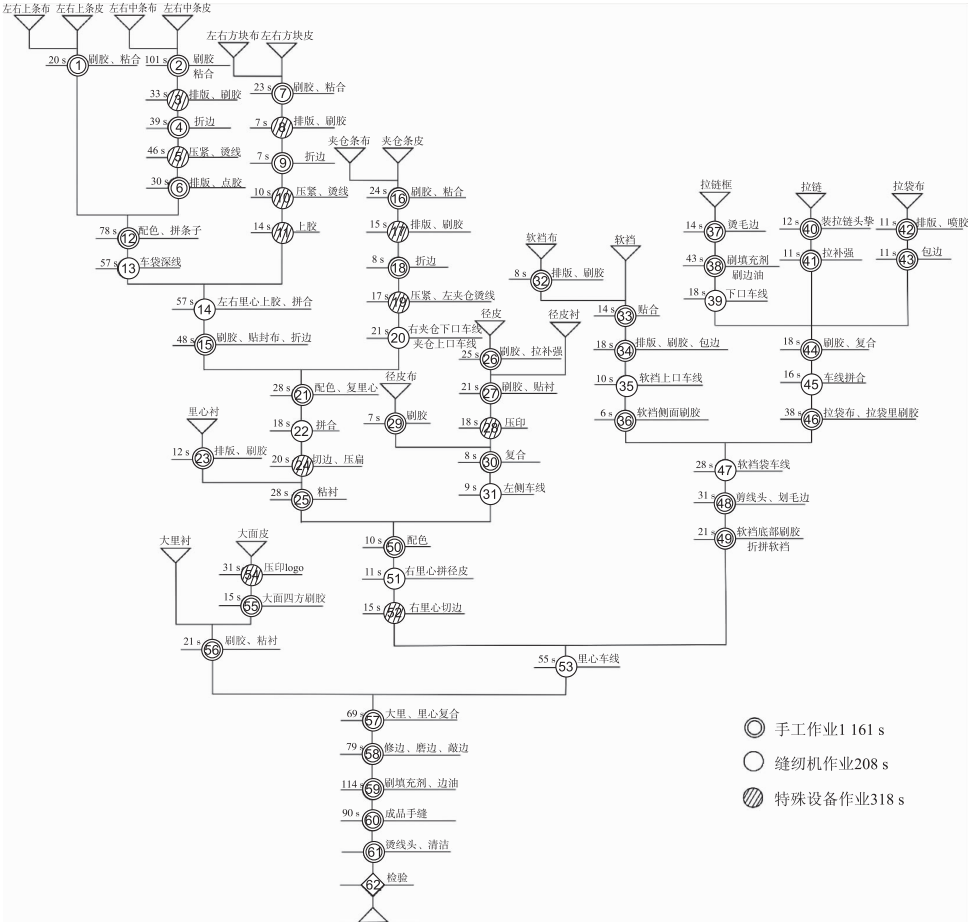 左右上条布 左右上条皮 左右中条布 左右中条皮
左右方块布 左右方块皮
20 s 1 刷胶、粘合
101 s 2 刷胶
粘合
33 s 3 排版、刷胶
39 s 4 折边
46 s 5 压紧、烫线
30 s 6 排版、点胶
23 s 7 刷胶、粘合
7 s 8 排版、刷胶
7 s 9 折边
10 s 10 压紧、烫线
14 s 11 上胶
78 s 12 配色、拼条子
57 s 13 车袋深线
57 s 14 左右里心上胶、拼合
48 s 15 刷胶、贴封布、折边
夹仓条布 夹仓条皮
24 s 16 刷胶、粘合
15 s 17 排版、刷胶
8 s 18 折边
17 s 19 压紧、左夹仓烫线
21 s 20 右夹仓下口车线
夹仓上口车线
28 s 21 配色、复里心
18 s 22 拼合
里心衬
12 s 23 排版、刷胶
20 s 24 切边、压扁
28 s 25 粘衬
径皮 径皮衬
25 s 26 刷胶、拉补强
21 s 27 刷胶、贴衬
18 s 28 压印
径皮布
7 s 29 刷胶
8 s 30 复合
9 s 31 左侧车线
软裆布 软裆
8 s 32 排版、刷胶
14 s 33 贴合
18 s 34 排版、刷胶、包边
10 s 35 软裆上口车线
6 s 36 软裆侧面刷胶
拉链框 拉链 拉袋布
14 s 37 烫毛边
43 s 38 刷填充剂
刷边油
18 s 39 下口车线
12 s 40 装拉链头垫
11 s 41 拉补强
11 s 42 排版、喷胶
11 s 43 包边
18 s 44 刷胶、复合
16 s 45 车线拼合
38 s 46 拉袋布、拉袋里刷胶
28 s 47 软裆袋车线
31 s 48 剪线头、划毛边
21 s 49 软裆底部刷胶
折拼软裆
10 s 50 配色
11 s 51 右里心拼径皮
15 s 52 右里心切边
55 s 53 里心车线
大里衬 大面皮
31 s 54 压印logo
15 s 55 大面四方刷胶
21 s 56 刷胶、粘衬
69 s 57 大里、里心复合
79 s 58 修边、磨边、敲边
114 s 59 刷填充剂、边油
90 s 60 成品手缝
61 烫线头、清洁
62 检验
手工作业1 161 s
缝纫机作业208 s
特殊设备作业318 s